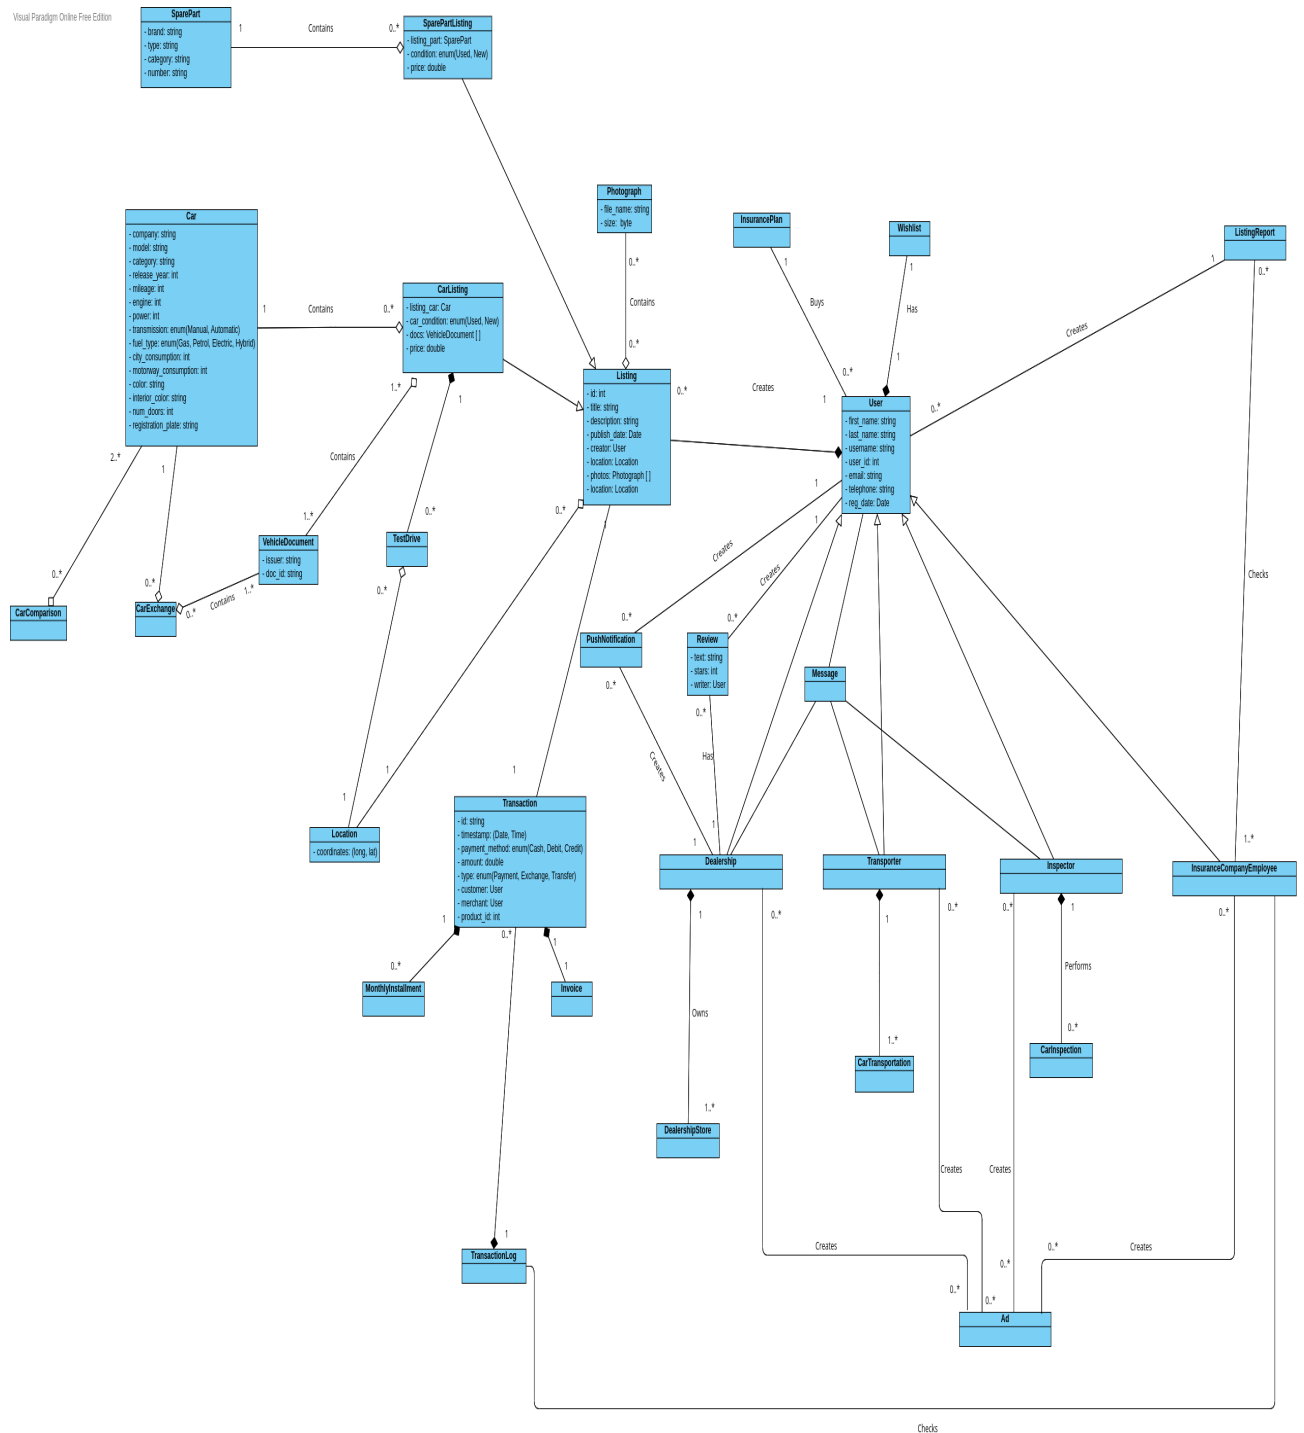 Visual Paradigm Online Free Edition
SparePart
- brand: string
- type: string
- category: string
- number: string
1
Contains
0..*
SparePartListing
- listing_part: SparePart
- condition: enum(Used, New)
- price: double
Photograph
- file_name: string
- size:  byte
0..*
Contains
0..*
InsurancePlan
1
Buys
0..*
Wishlist
1
Has
1
ListingReport
1
0..*
Creates
0..*
Car
- company: string
- model: string
- category: string
- release_year: int
- mileage: int
- engine: int
- power: int
- transmission: enum(Manual, Automatic)
- fuel_type: enum(Gas, Petrol, Electric, Hybrid)
- city_consumption: int
- motorway_consumption: int
- color: string
- interior_color: string
- num_doors: int
- registration_plate: string
1
Contains
0..*
CarListing
- listing_car: Car
- car_condition: enum(Used, New)
- docs: VehicleDocument [ ]
- price: double
1..*
1
Contains
1..*
0..*
Listing
- id: int
- title: string
- description: string
- publish_date: Date
- creator: User
- location: Location
- photos: Photograph [ ]
- location: Location
0..*
Creates
1
User
- first_name: string
- last_name: string
- username: string
- user_id: int
- email: string
- telephone: string
- reg_date: Date
2..*
1
0..*
0..*
CarComparison
CarExchange
0..*
Contains
1..*
VehicleDocument
- issuer: string
- doc_id: string
TestDrive
0..*
0..*
1
1
1
Creates
Creates
0..*
0..*
Checks
PushNotification
Review
- text: string
- stars: int
- writer: User
Message
0..*
0..*
Creates
Has
1
1
1
1
1
1..*
Location
- coordinates: (long, lat)
Transaction
- id: string
- timestamp: (Date, Time)
- payment_method: enum(Cash, Debit, Credit)
- amount: double
- type: enum(Payment, Exchange, Transfer)
- customer: User
- merchant: User
- product_id: int
Dealership
Transporter
Inspector
InsuranceCompanyEmployee
1
0..*
1
0..*
1
MonthlyInstallment
Invoice
1
0..*
1
0..*
0..*
1
0..*
Owns
Performs
1..*
0..*
1..*
CarTransportation
CarInspection
DealershipStore
Creates
Creates
1
TransactionLog
Creates
0..*
Creates
0..*
0..*
0..*
Ad
Checks